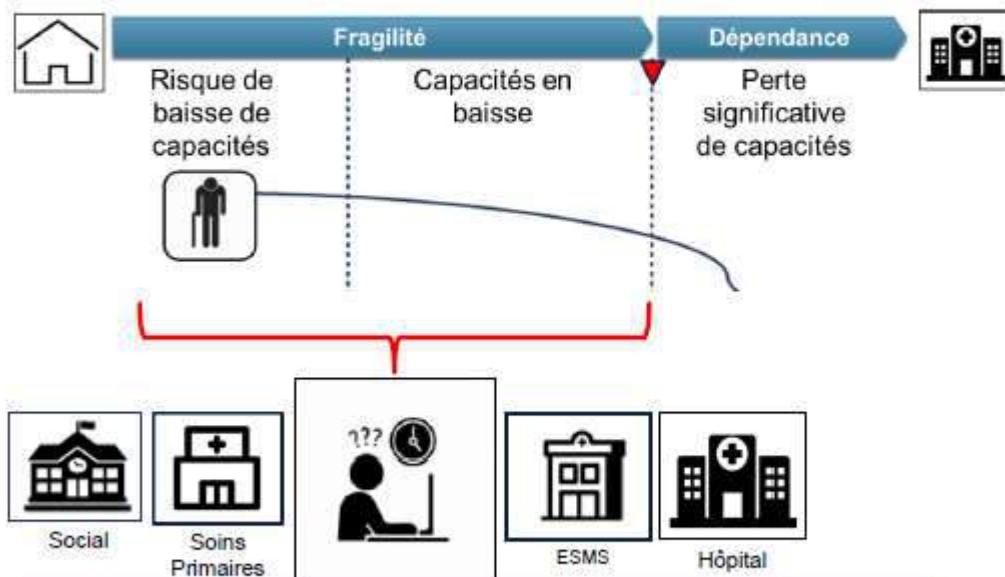 Fragilité
Dépendance
Risque de
baisse de
capacités
Capacités en
baisse
Perte
significative
de capacités
???
Social
Soins
Primaires
ESMS
Hôpital